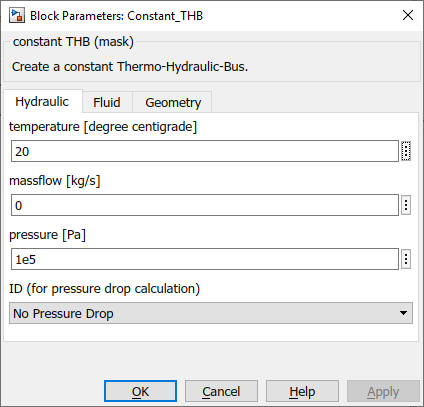 Block Parameters: Constant_THB
constant THB (mask)
Create a constant Thermo-Hydraulic-Bus.
Hydraulic Fluid Geometry
temperature [degree centigrade]
20
massflow [kg/s]
0
pressure [Pa]
1e5
ID (for pressure drop calculation)
No Pressure Drop
OK Cancel Help Apply